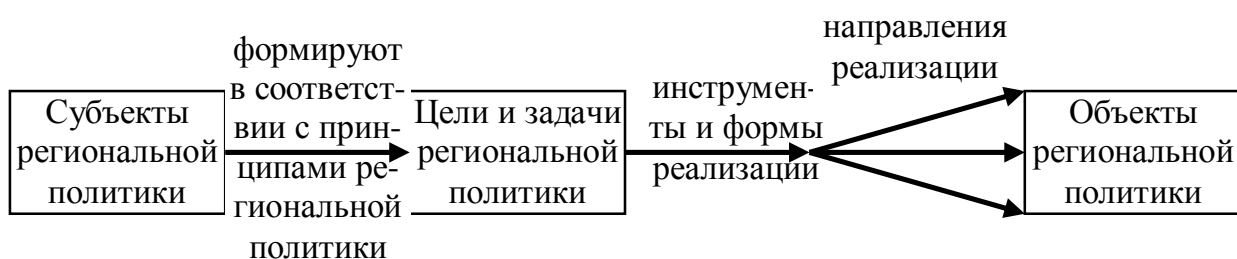 Субъекты
региональной
политики
формируют
в соответст-
вии с прин-
ципами ре-
гиональной
политики
Цели и задачи
региональной
политики
инструмен-
ты и формы
реализации
направления
реализации
Объекты
региональной
политики